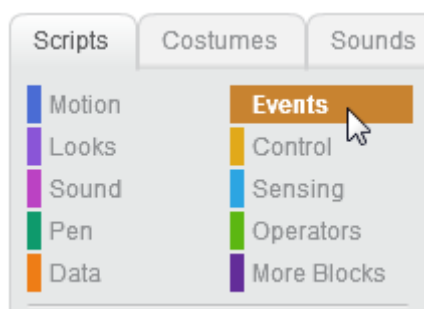 Scripts Costumes Sounds
Motion Events
Looks Control
Sound Sensing
Pen Operators
Data More Blocks